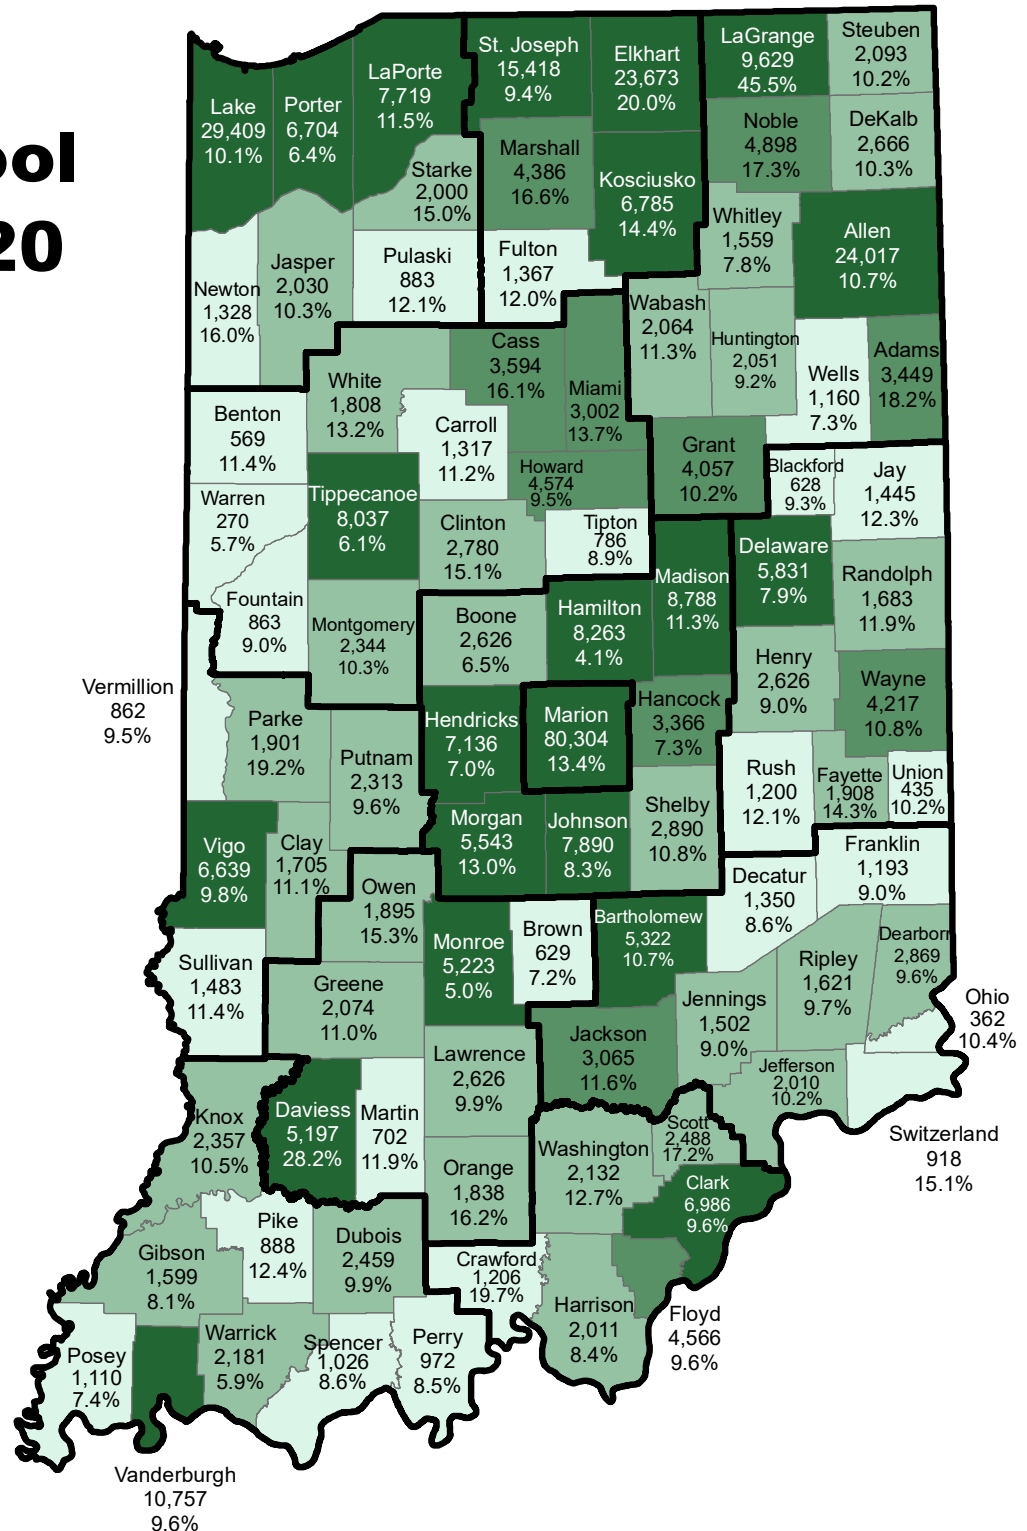 ool
20
St. Joseph
15,418
9.4%
Elkhart
23,673
20.0%
LaGrange
9,629
45.5%
Steuben
2,093
10.2%
Lake
29,409
10.1%
Porter
6,704
6.4%
LaPorte
7,719
11.5%
Noble
4,898
17.3%
DeKalb
2,666
10.3%
Starke
2,000
15.0%
Marshall
4,386
16.6%
Kosciusko
6,785
14.4%
Whitley
1,559
7.8%
Allen
24,017
10.7%
Newton
1,328
16.0%
Jasper
2,030
10.3%
Pulaski
883
12.1%
Fulton
1,367
12.0%
Wabash
2,064
11.3%
Huntington
2,051
9.2%
Wells
1,160
7.3%
Adams
3,449
18.2%
White
1,808
13.2%
Cass
3,594
16.1%
Miami
3,002
13.7%
Benton
569
11.4%
Carroll
1,317
11.2%
Howard
4,574
9.5%
Grant
4,057
10.2%
Blackford
628
9.3%
Jay
1,445
12.3%
Warren
270
5.7%
Tippecanoe
8,037
6.1%
Clinton
2,780
15.1%
Tipton
786
8.9%
Madison
8,788
11.3%
Delaware
5,831
7.9%
Randolph
1,683
11.9%
Fountain
863
9.0%
Montgomery
2,344
10.3%
Boone
2,626
6.5%
Hamilton
8,263
4.1%
Henry
2,626
9.0%
Wayne
4,217
10.8%
Vermillion
862
9.5%
Parke
1,901
19.2%
Putnam
2,313
9.6%
Hendricks
7,136
7.0%
Marion
80,304
13.4%
Hancock
3,366
7.3%
Rush
1,200
12.1%
Fayette
1,908
14.3%
Union
435
10.2%
Vigo
6,639
9.8%
Clay
1,705
11.1%
Morgan
5,543
13.0%
Johnson
7,890
8.3%
Shelby
2,890
10.8%
Franklin
1,193
9.0%
Owen
1,895
15.3%
Decatur
1,350
8.6%
Sullivan
1,483
11.4%
Monroe
5,223
5.0%
Brown
629
7.2%
Bartholomew
5,322
10.7%
Ripley
1,621
9.7%
Dearborn
2,869
9.6%
Greene
2,074
11.0%
Jennings
1,502
9.0%
Ohio
362
10.4%
Jackson
3,065
11.6%
Lawrence
2,626
9.9%
Jefferson
2,010
10.2%
Knox
2,357
10.5%
Daviess
5,197
28.2%
Martin
702
11.9%
Scott
2,488
17.2%
Switzerland
918
15.1%
Orange
1,838
16.2%
Washington
2,132
12.7%
Clark
6,986
9.6%
Gibson
1,599
8.1%
Pike
888
12.4%
Dubois
2,459
9.9%
Crawford
1,206
19.7%
Harrison
2,011
8.4%
Floyd
4,566
9.6%
Posey
1,110
7.4%
Warrick
2,181
5.9%
Spencer
1,026
8.6%
Perry
972
8.5%
Vanderburgh
10,757
9.6%